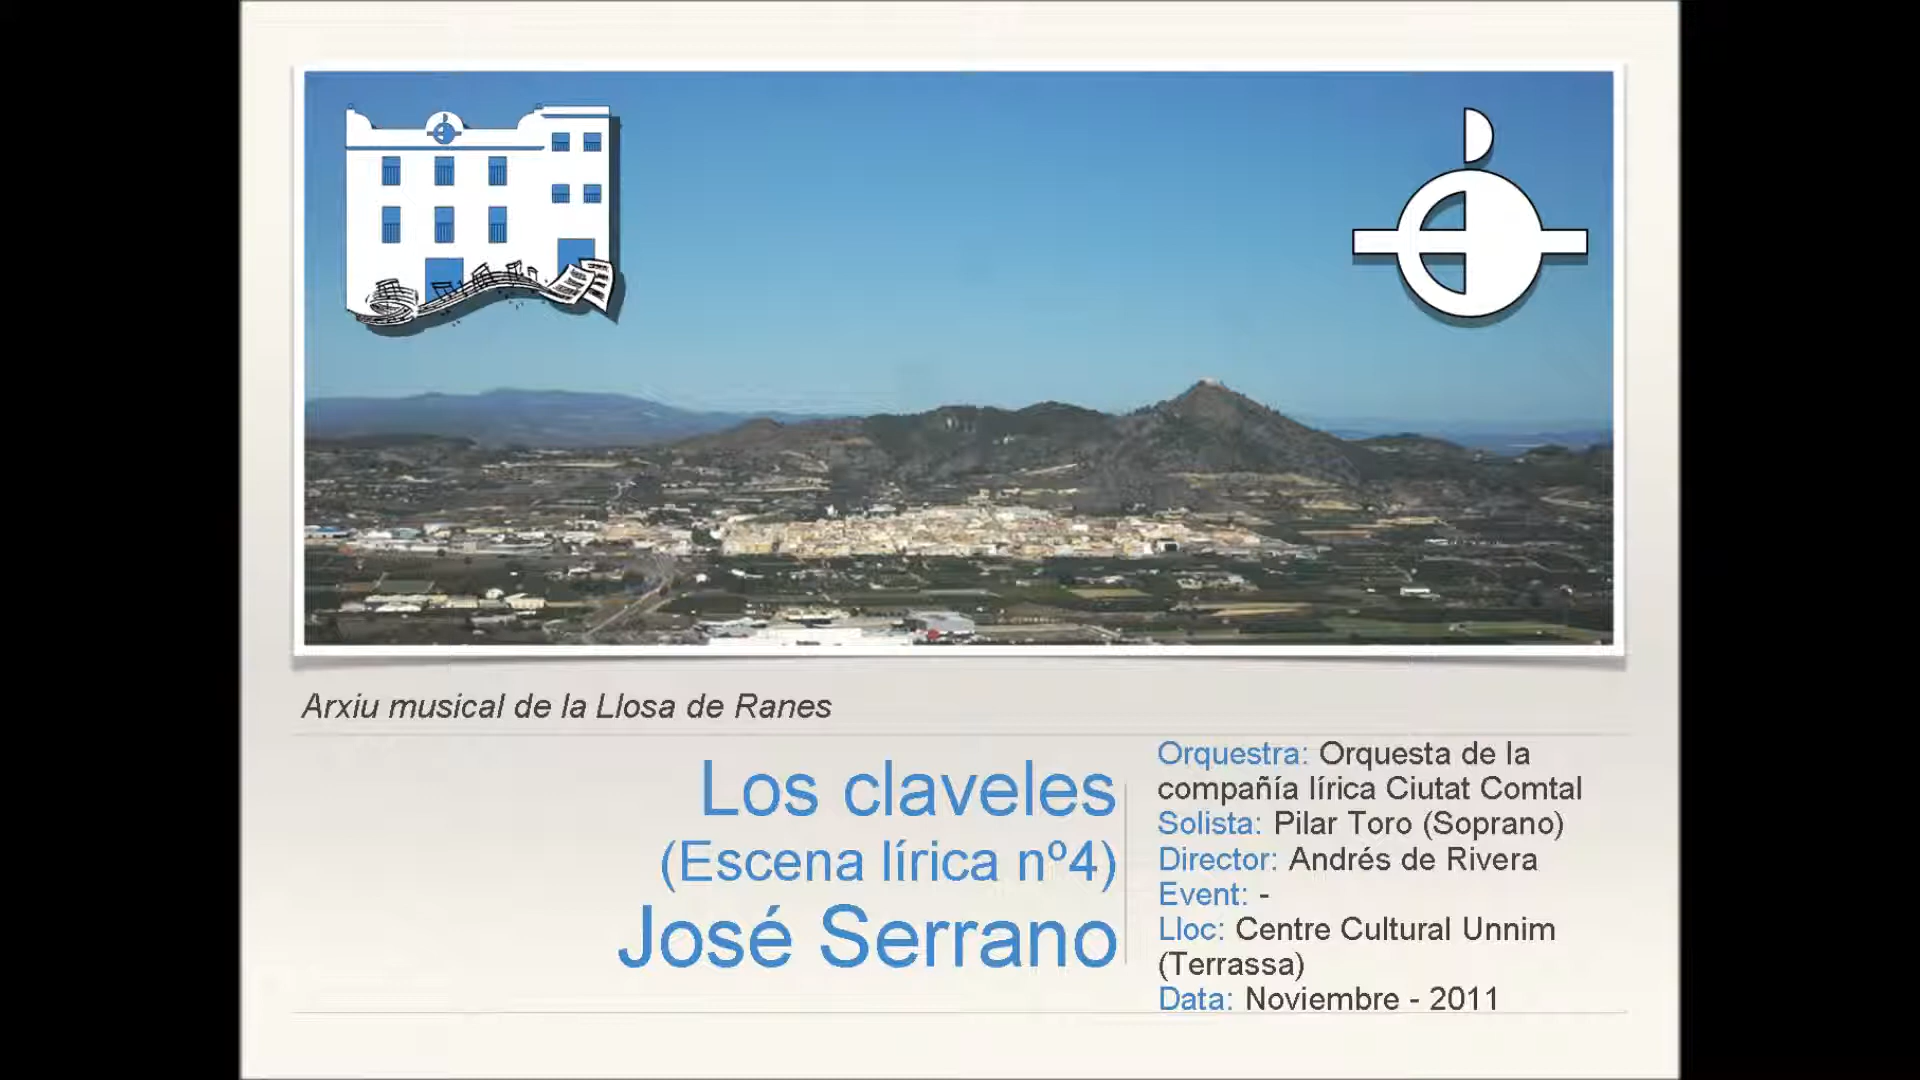 Arxiu musical de la Llosa de Ranes
Los claveles
(Escena lírica nº4)
José Serrano
Orquestra: Orquesta de la
compañía lírica Ciutat Comtal
Solista: Pilar Toro (Soprano)
Director: Andrés de Rivera
Event: -
Lloc: Centre Cultural Unnim
(Terrassa)
Data: Noviembre - 2011